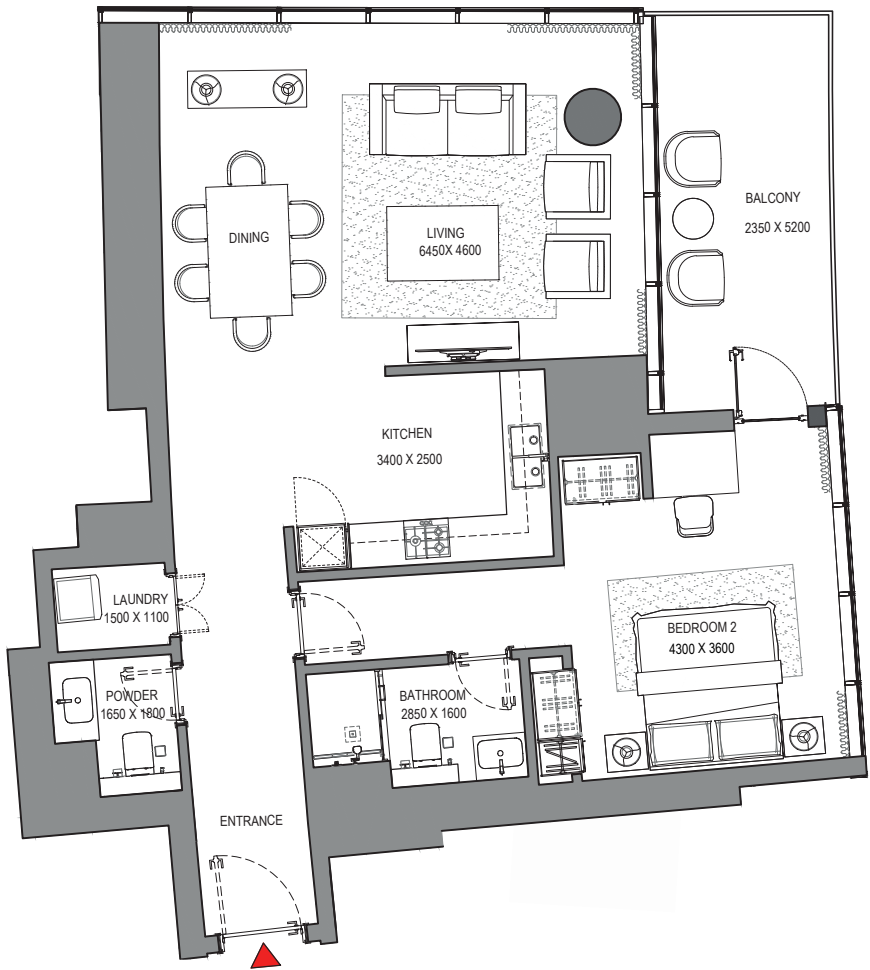 BALCONY
2350 X 5200
DINING
LIVING
6450X 4600
KITCHEN
3400 X 2500
LAUNDRY
1500 X 1100
BEDROOM 2
4300 X 3600
POWDER
1650 X 1800
BATHROOM
2850 X 1600
ENTRANCE